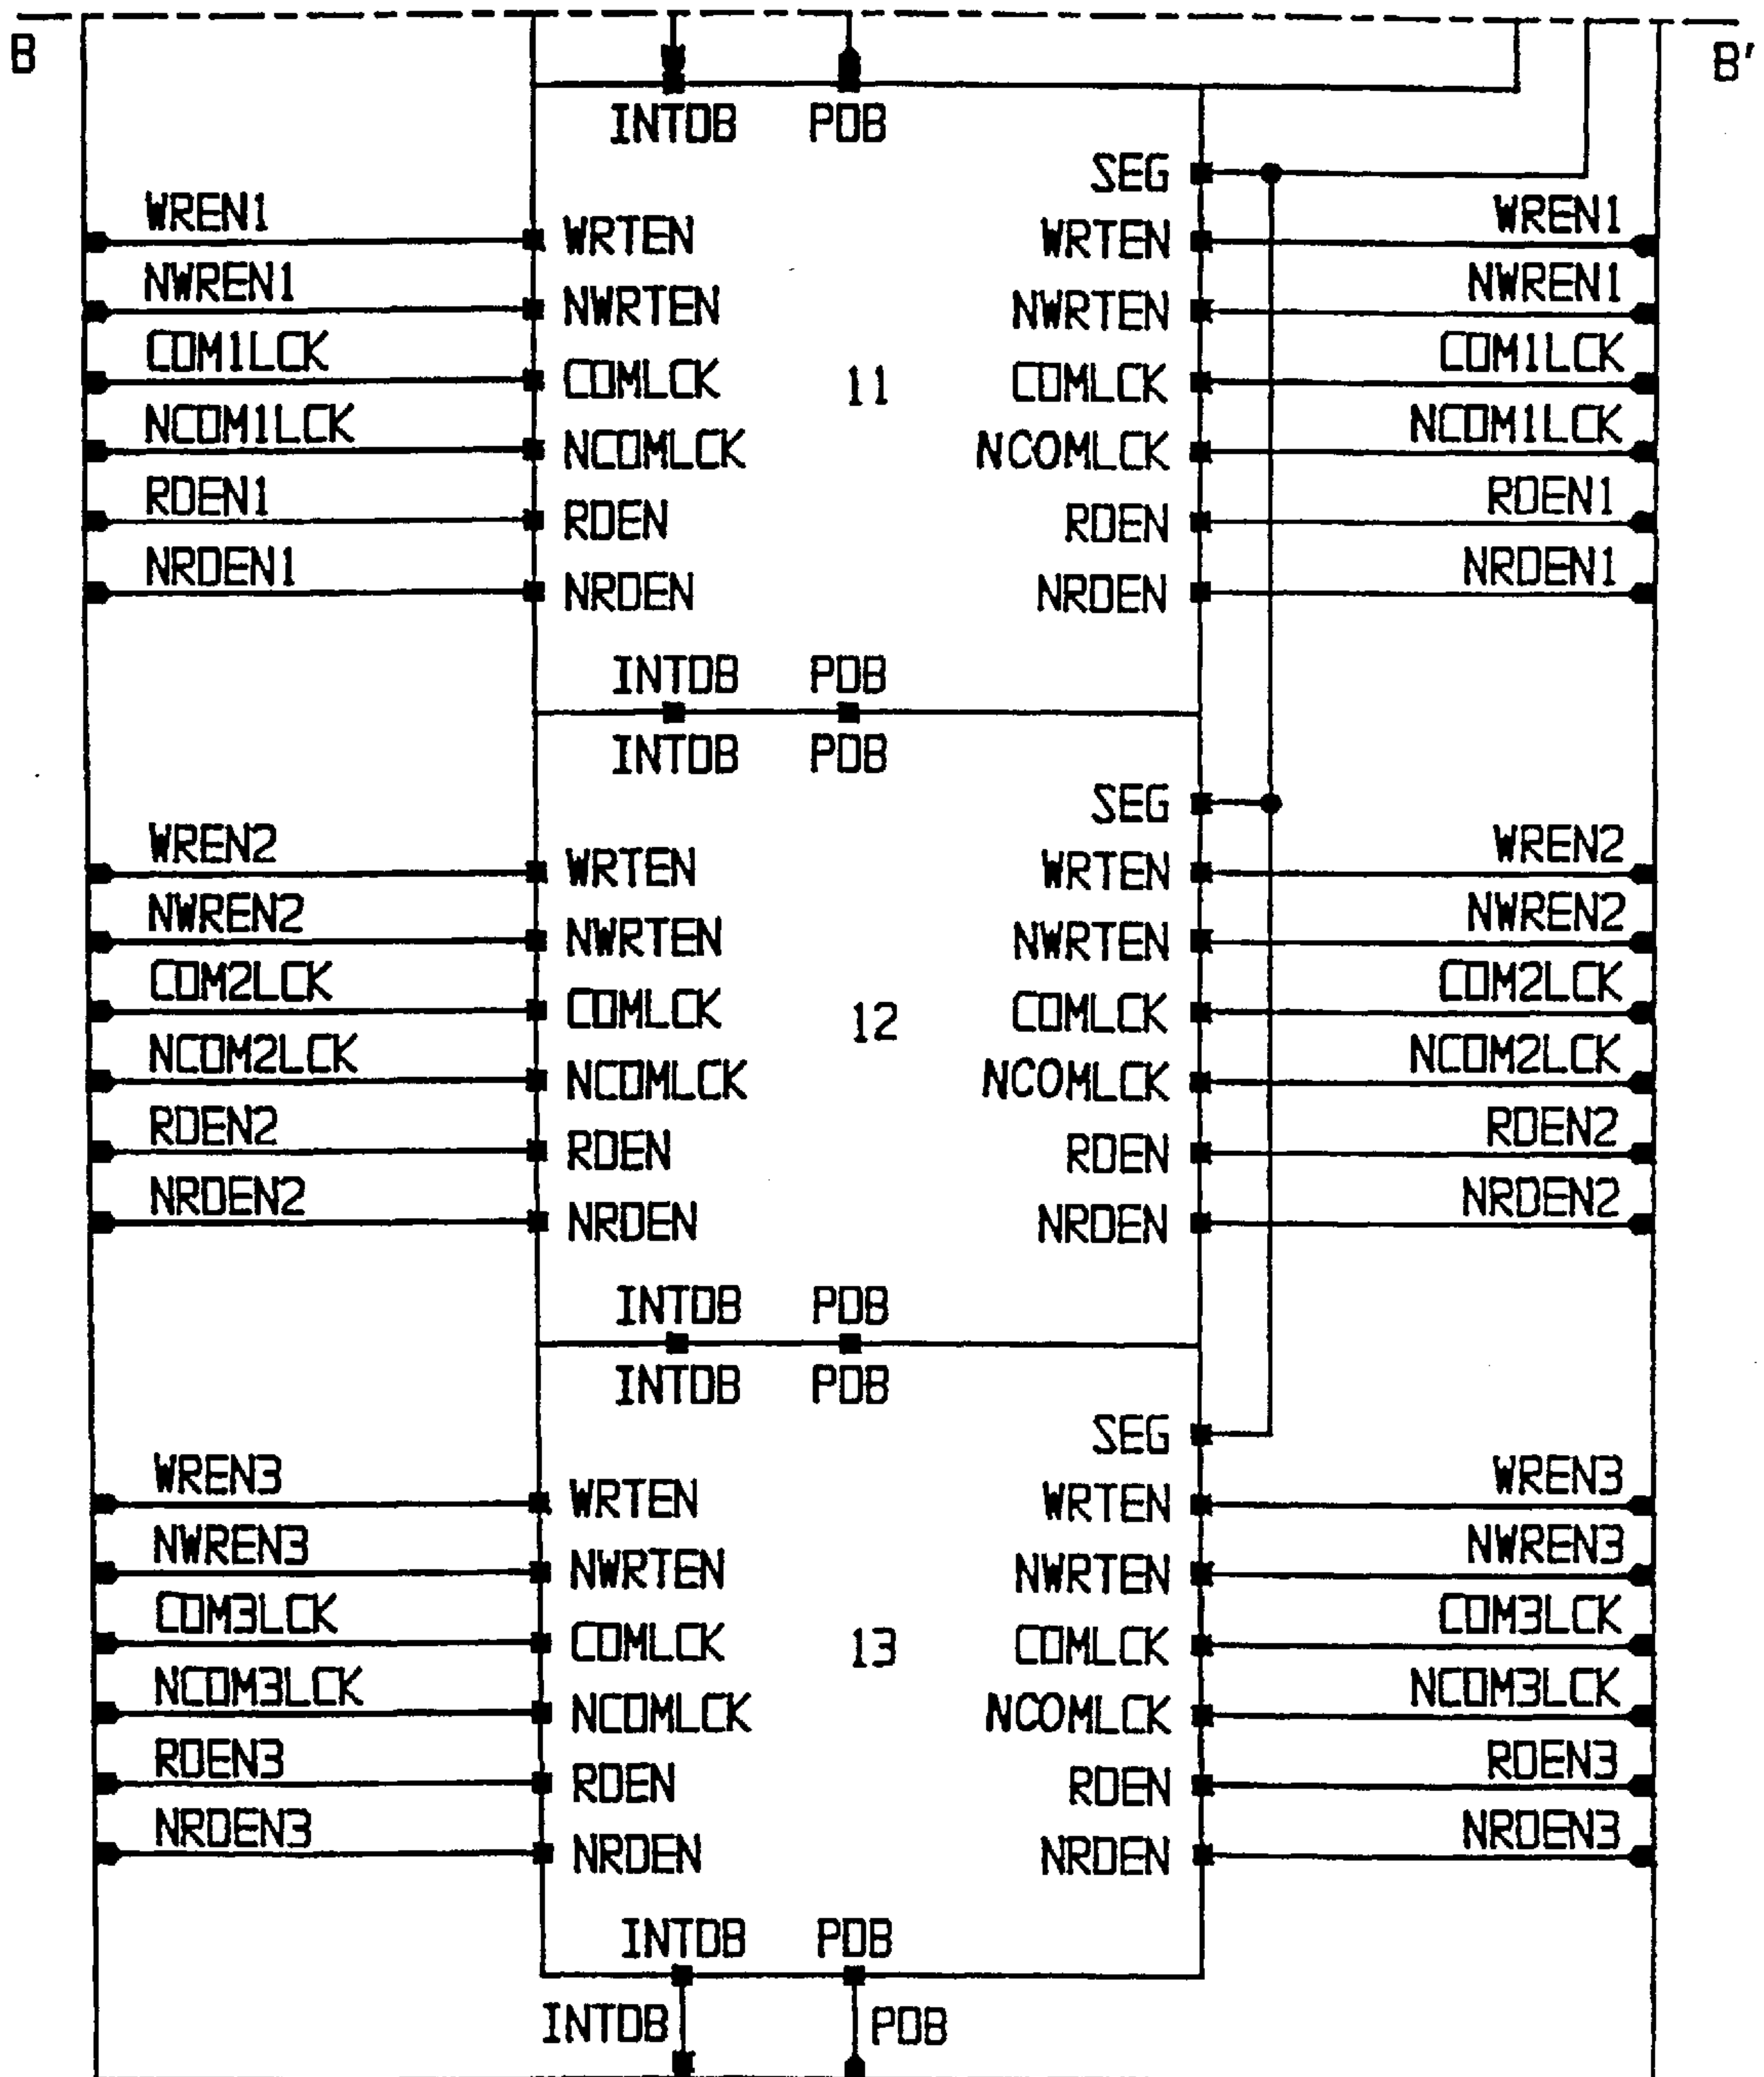 B B'
INTDB PDB
SEG
WREN1 WRTEN WRTEN WREN1
NWREN1 NWRTEN NWRTEN NWREN1
COM1LCK COMLCK 11 COMLCK COM1LCK
NCOM1LCK NCOMLCK NCOMLCK NCOM1LCK
RDEN1 RDEN RDEN RDEN1
NRDEN1 NRDEN NRDEN NRDEN1
INTDB PDB
INTDB PDB
SEG
WREN2 WRTEN WRTEN WREN2
NWREN2 NWRTEN NWRTEN NWREN2
COM2LCK COMLCK 12 COMLCK COM2LCK
NCOM2LCK NCOMLCK NCOMLCK NCOM2LCK
RDEN2 RDEN RDEN RDEN2
NRDEN2 NRDEN NRDEN NRDEN2
INTDB PDB
INTDB PDB
SEG
WREN3 WRTEN WRTEN WREN3
NWREN3 NWRTEN NWRTEN NWREN3
COM3LCK COMLCK 13 COMLCK COM3LCK
NCOM3LCK NCOMLCK NCOMLCK NCOM3LCK
RDEN3 RDEN RDEN RDEN3
NRDEN3 NRDEN NRDEN NRDEN3
INTDB PDB
INTDB PDB